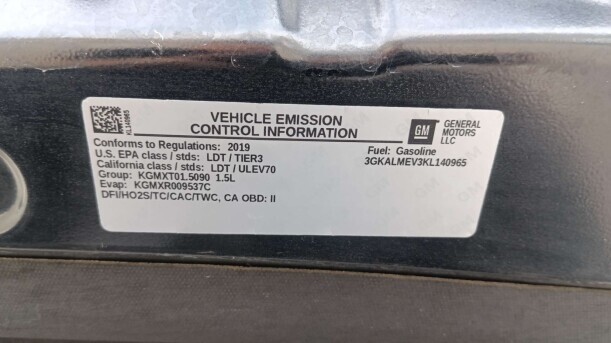 VEHICLE EMISSION
CONTROL INFORMATION
GM
GENERAL
MOTORS
LLC
KL140965
Conforms to Regulations: 2019
U.S. EPA class / stds: LDT / TIER3
California class / stds: LDT / ULEV70
Group: KGMXT01.5090 1.5L
Evap: KGMXR009537C
DFI/HO2S/TC/CAC/TWC, CA OBD: II
Fuel: Gasoline
3GKALMEV3KL140965